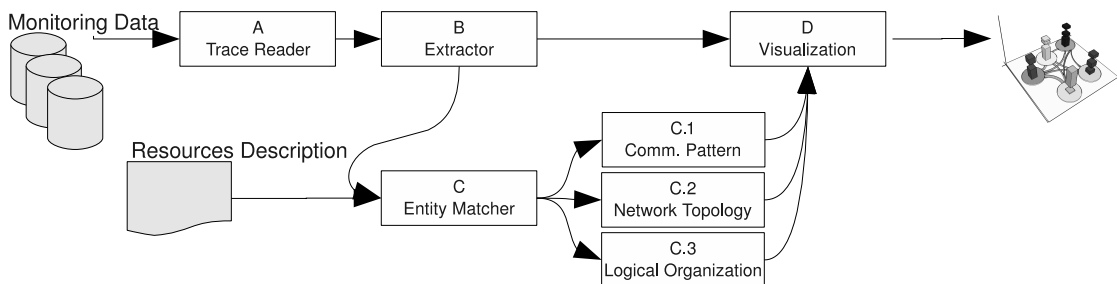 Monitoring Data
A
Trace Reader
B
Extractor
D
Visualization
Resources Description
C
Entity Matcher
C.1
Comm. Pattern
C.2
Network Topology
C.3
Logical Organization